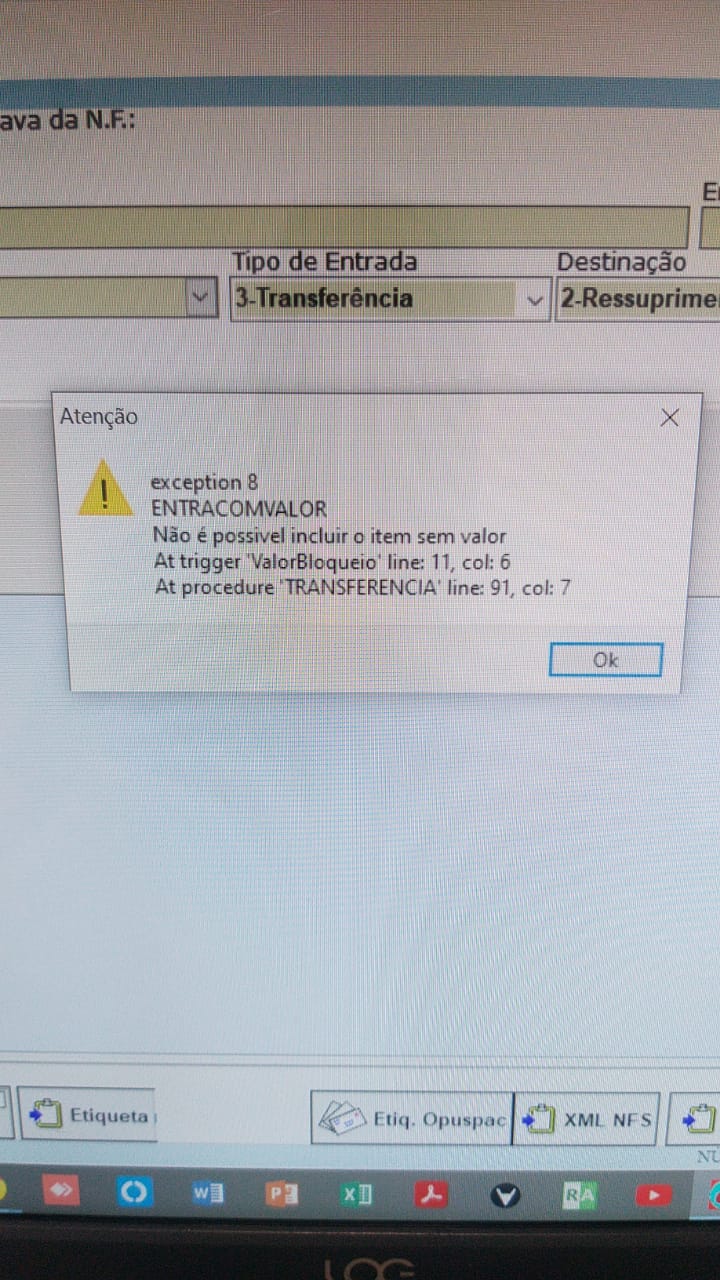 ava da N.F.:
Tipo de Entrada
Destinação
3-Transferência
2-Ressuprime
Atenção
exception 8
ENTRACOMVALOR
Não é possivel incluir o item sem valor
At trigger 'ValorBloqueio' line: 11, col: 6
At procedure 'TRANSFERENCIA' line: 91, col: 7
Ok
Etiqueta
Etiq. Opuspac
XML NFS
RA